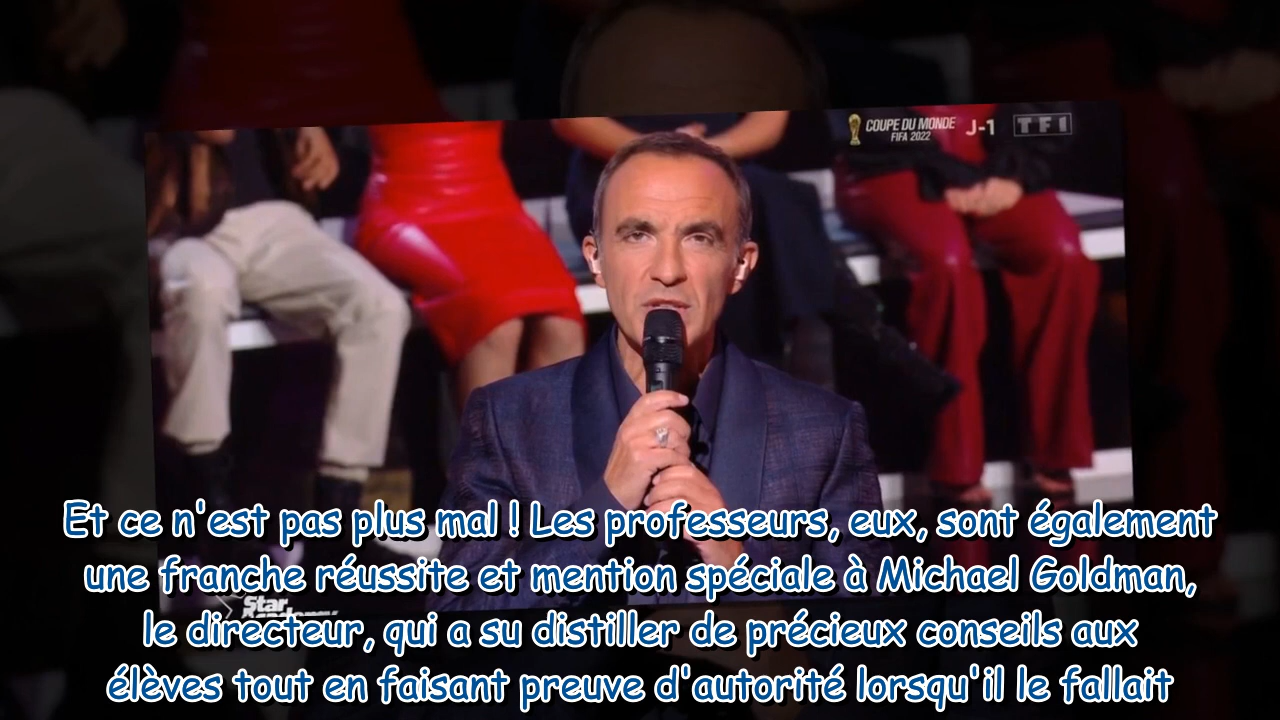 COUPE DU MONDE
FIFA 2022
J-1
TF1
Et ce n'est pas plus mal ! Les professeurs, eux, sont également
une franche réussite et mention spéciale à Michael Goldman,
Star
Academy
le directeur, qui a su distiller de précieux conseils aux
élèves tout en faisant preuve d'autorité lorsqu'il le fallait